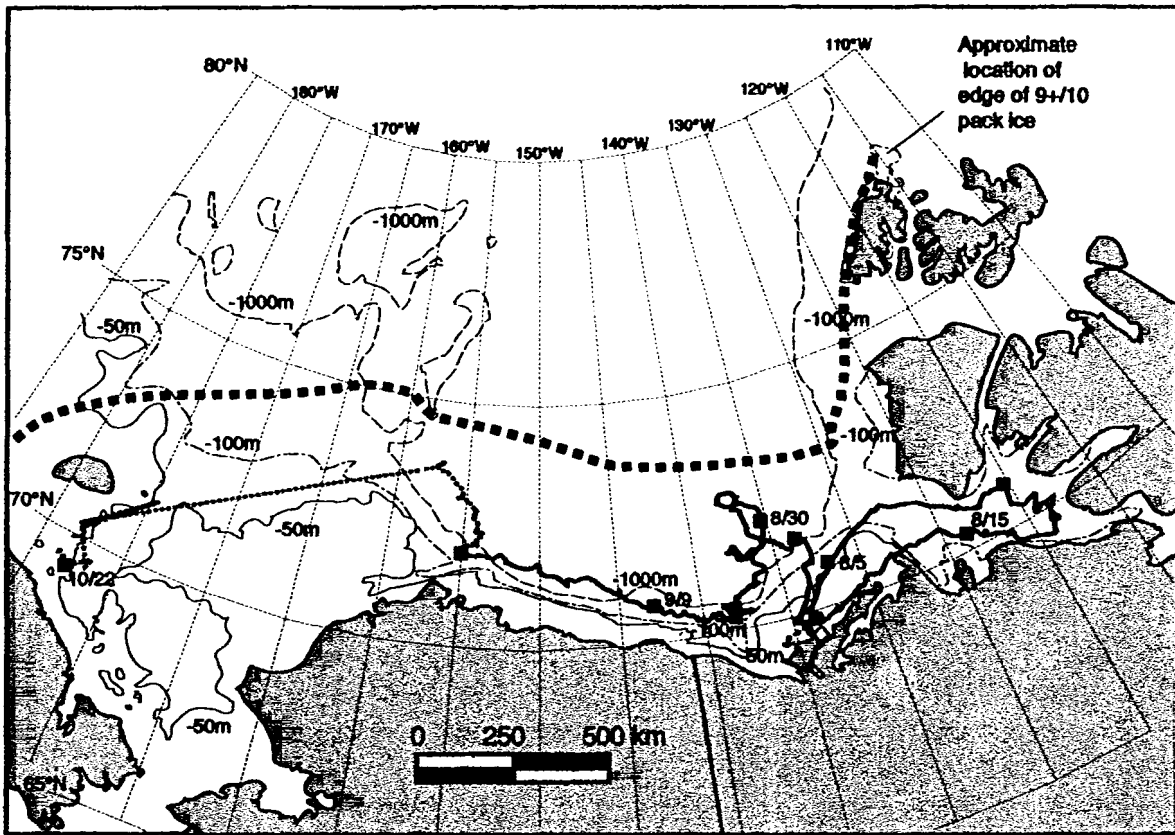 110°W
Approximate
location of
edge of 9+/10
pack ice
80°N
180°W
120°W
170°W
130°W
160°W
150°W
140°W
-1000m
75°N
-1000m
-50m
-1000m
-100m
-100m
70°N
8/30
8/15
-50m
8/5
10/22
-1000m
9/9
-100m
-50m
-50m
0 250 500 km
65°N